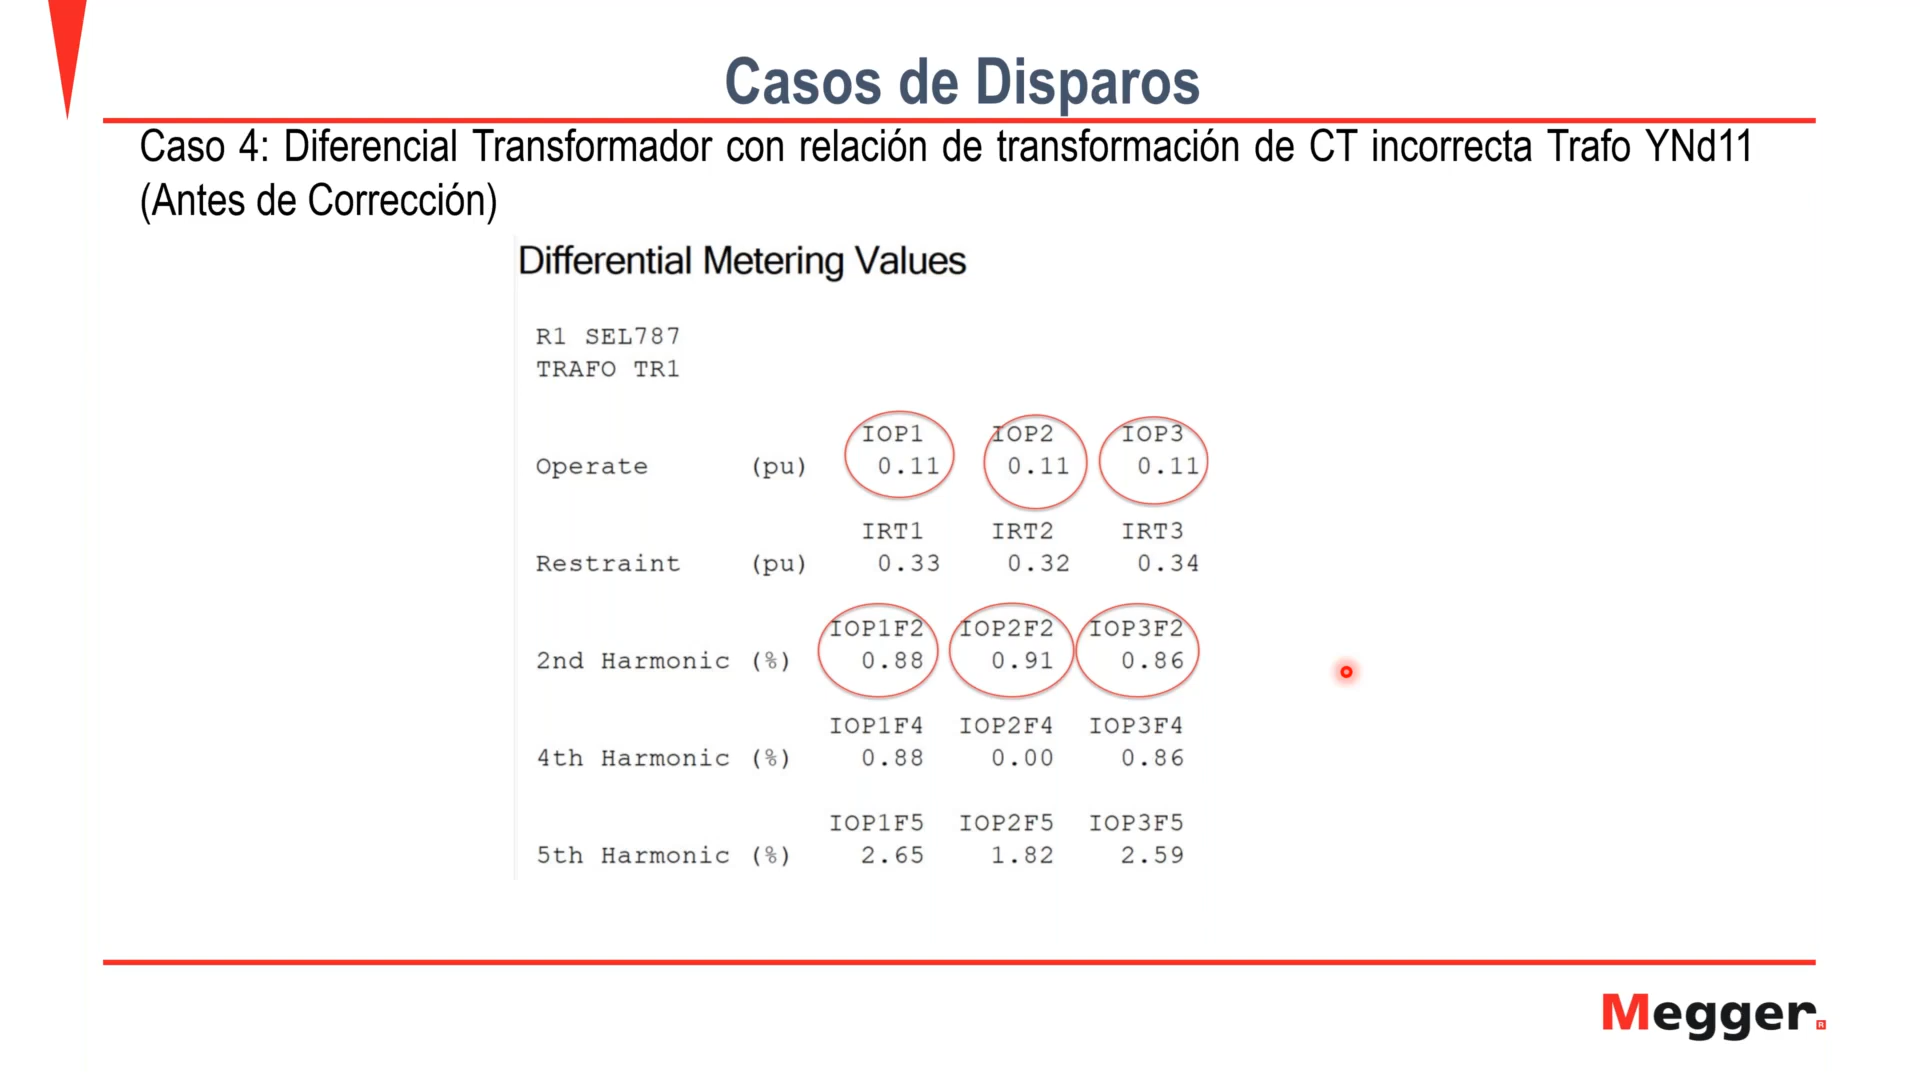 Casos de Disparos
Caso 4: Diferencial Transformador con relación de transformación de CT incorrecta Trafo YNd11
(Antes de Corrección)
Differential Metering Values
R1 SEL787
TRAFO TR1
IOP1 IOP2 IOP3
Operate (pu) 0.11 0.11 0.11
IRT1 IRT2 IRT3
Restraint (pu) 0.33 0.32 0.34
IOP1F2 IOP2F2 IOP3F2
2nd Harmonic (%) 0.88 0.91 0.86
IOP1F4 IOP2F4 IOP3F4
4th Harmonic (%) 0.88 0.00 0.86
IOP1F5 IOP2F5 IOP3F5
5th Harmonic (%) 2.65 1.82 2.59
Megger®